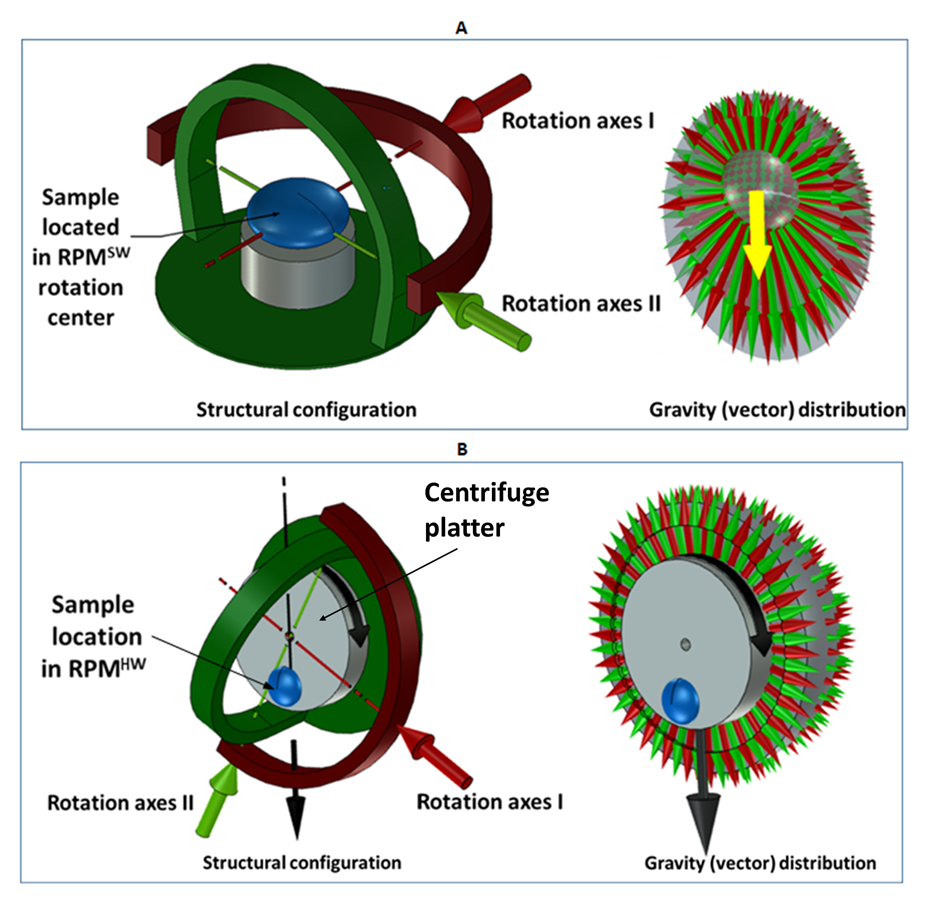 A
Rotation axes I
Sample
located
in RPMSW
rotation
center
Rotation axes II
Structural configuration
Gravity (vector) distribution
B
Centrifuge
platter
Sample
location
in RPMHW
Rotation axes II
Rotation axes I
Structural configuration
Gravity (vector) distribution